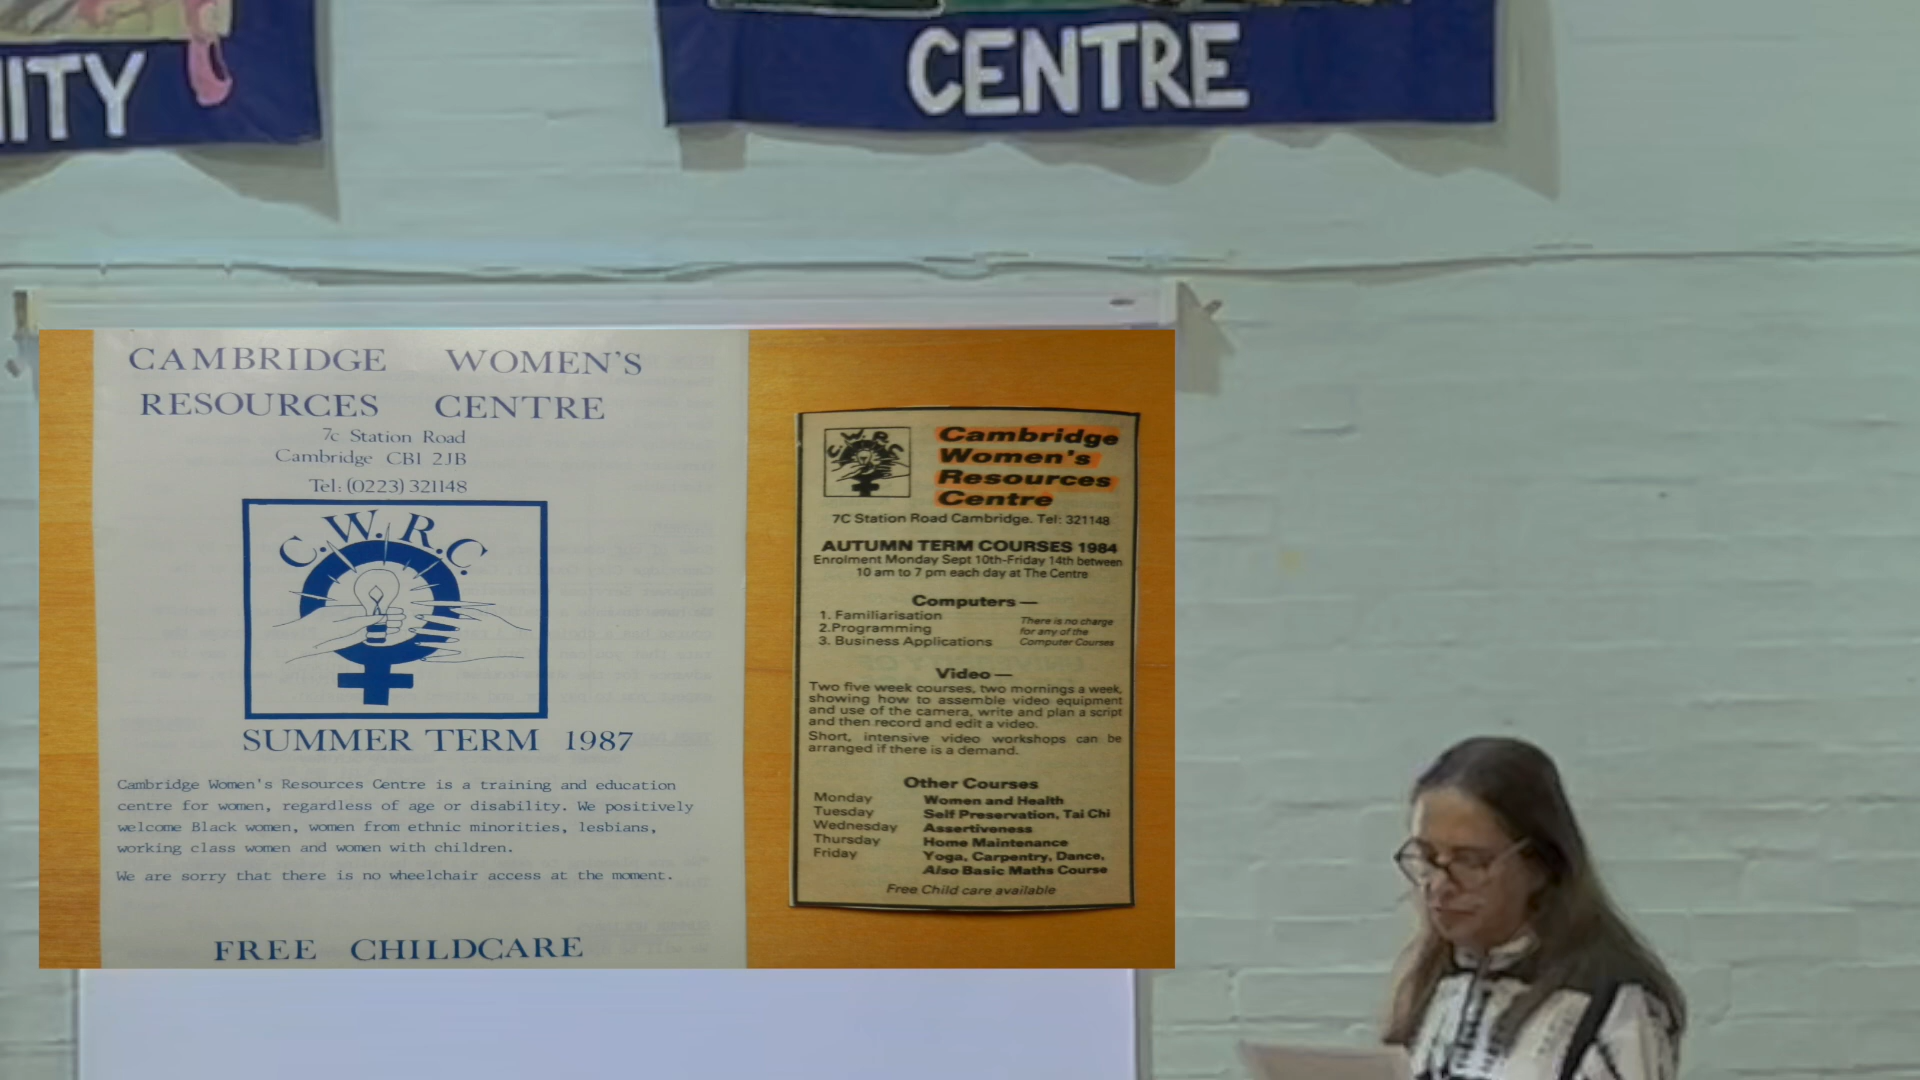 ITY
CENTRE
CAMBRIDGE WOMEN'S
RESOURCES CENTRE
7c Station Road
Cambridge CB1 2JB
Tel: (0223) 321148
C.W.R.C.
SUMMER TERM 1987
Cambridge Women's Resources Centre is a training and education
centre for women, regardless of age or disability. We positively
welcome Black women, women from ethnic minorities, lesbians,
working class women and women with children.
We are sorry that there is no wheelchair access at the moment.
FREE CHILDCARE
C.W.R.C.
Cambridge
Women's
Resources
Centre
7C Station Road Cambridge. Tel: 321148
AUTUMN TERM COURSES 1984
Enrolment Monday Sept 10th-Friday 14th between
10 am to 7 pm each day at The Centre
Computers —
1. Familiarisation
2.Programming
3. Business Applications
There is no charge
for any of the
Computer Courses
Video —
Two five week courses, two mornings a week,
showing how to assemble video equipment
and use of the camera, write and plan a script
and then record and edit a video.
Short, intensive video workshops can be
arranged if there is a demand.
Other Courses
Monday Women and Health
Tuesday Self Preservation, Tai Chi
Wednesday Assertiveness
Thursday Home Maintenance
Friday Yoga, Carpentry, Dance,
Also Basic Maths Course
Free Child care available